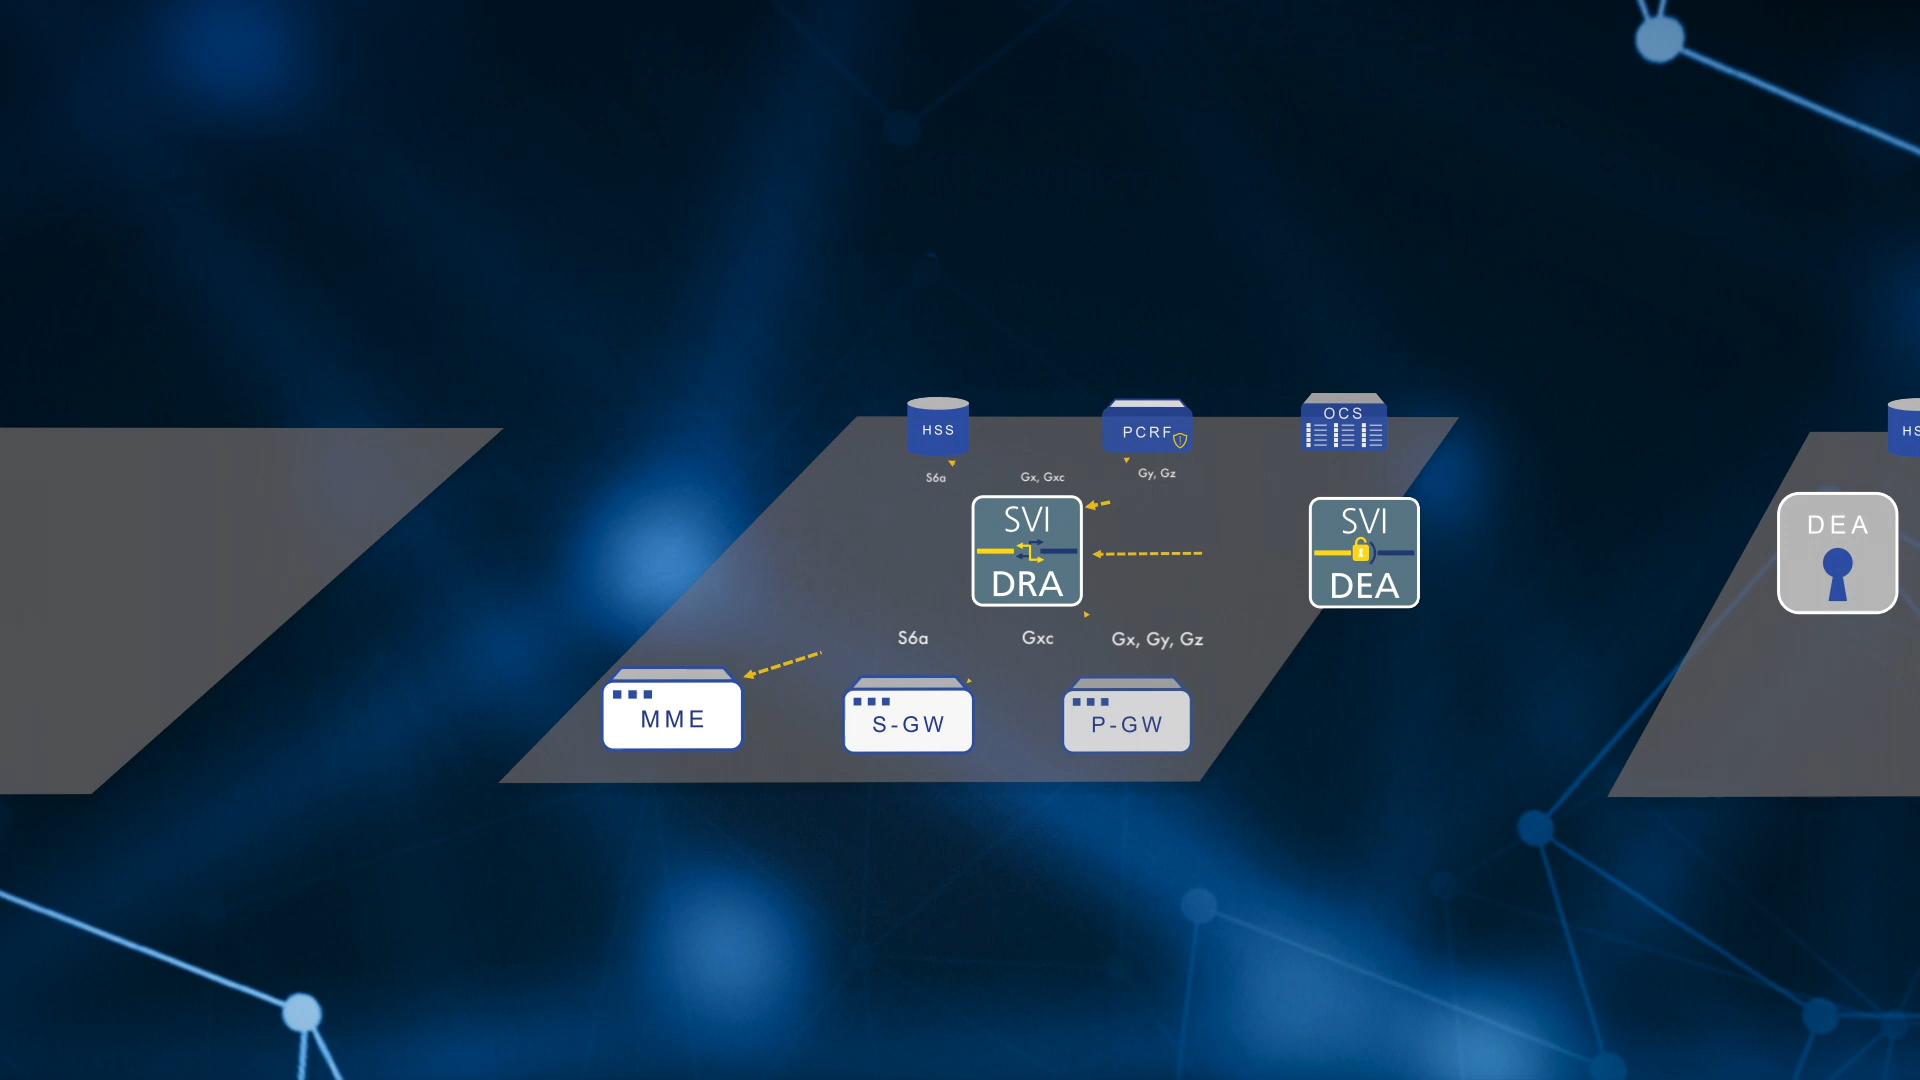 OCS
HSS
PCRF
HS
S6a
Gx, Gxc
Gy, Gz
SVI
DRA
SVI
DEA
DEA
S6a
Gxc
Gx, Gy, Gz
MME
S-GW
P-GW